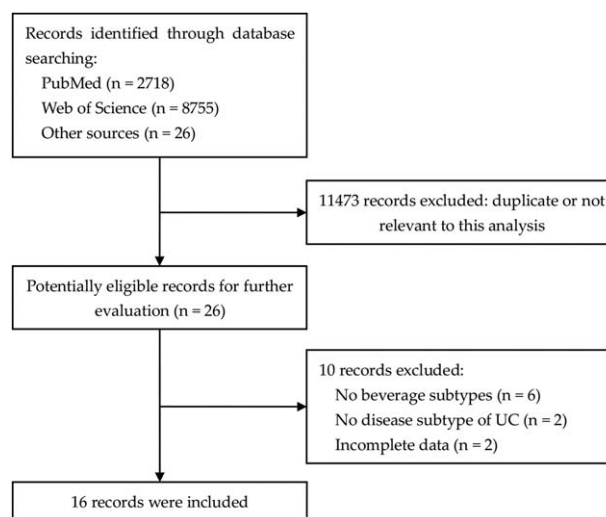 Records identified through database
searching:
PubMed (n = 2718)
Web of Science (n = 8755)
Other sources (n = 26)
11473 records excluded: duplicate or not
relevant to this analysis
Potentially eligible records for further
evaluation (n = 26)
10 records excluded:
No beverage subtypes (n = 6)
No disease subtype of UC (n = 2)
Incomplete data (n = 2)
16 records were included